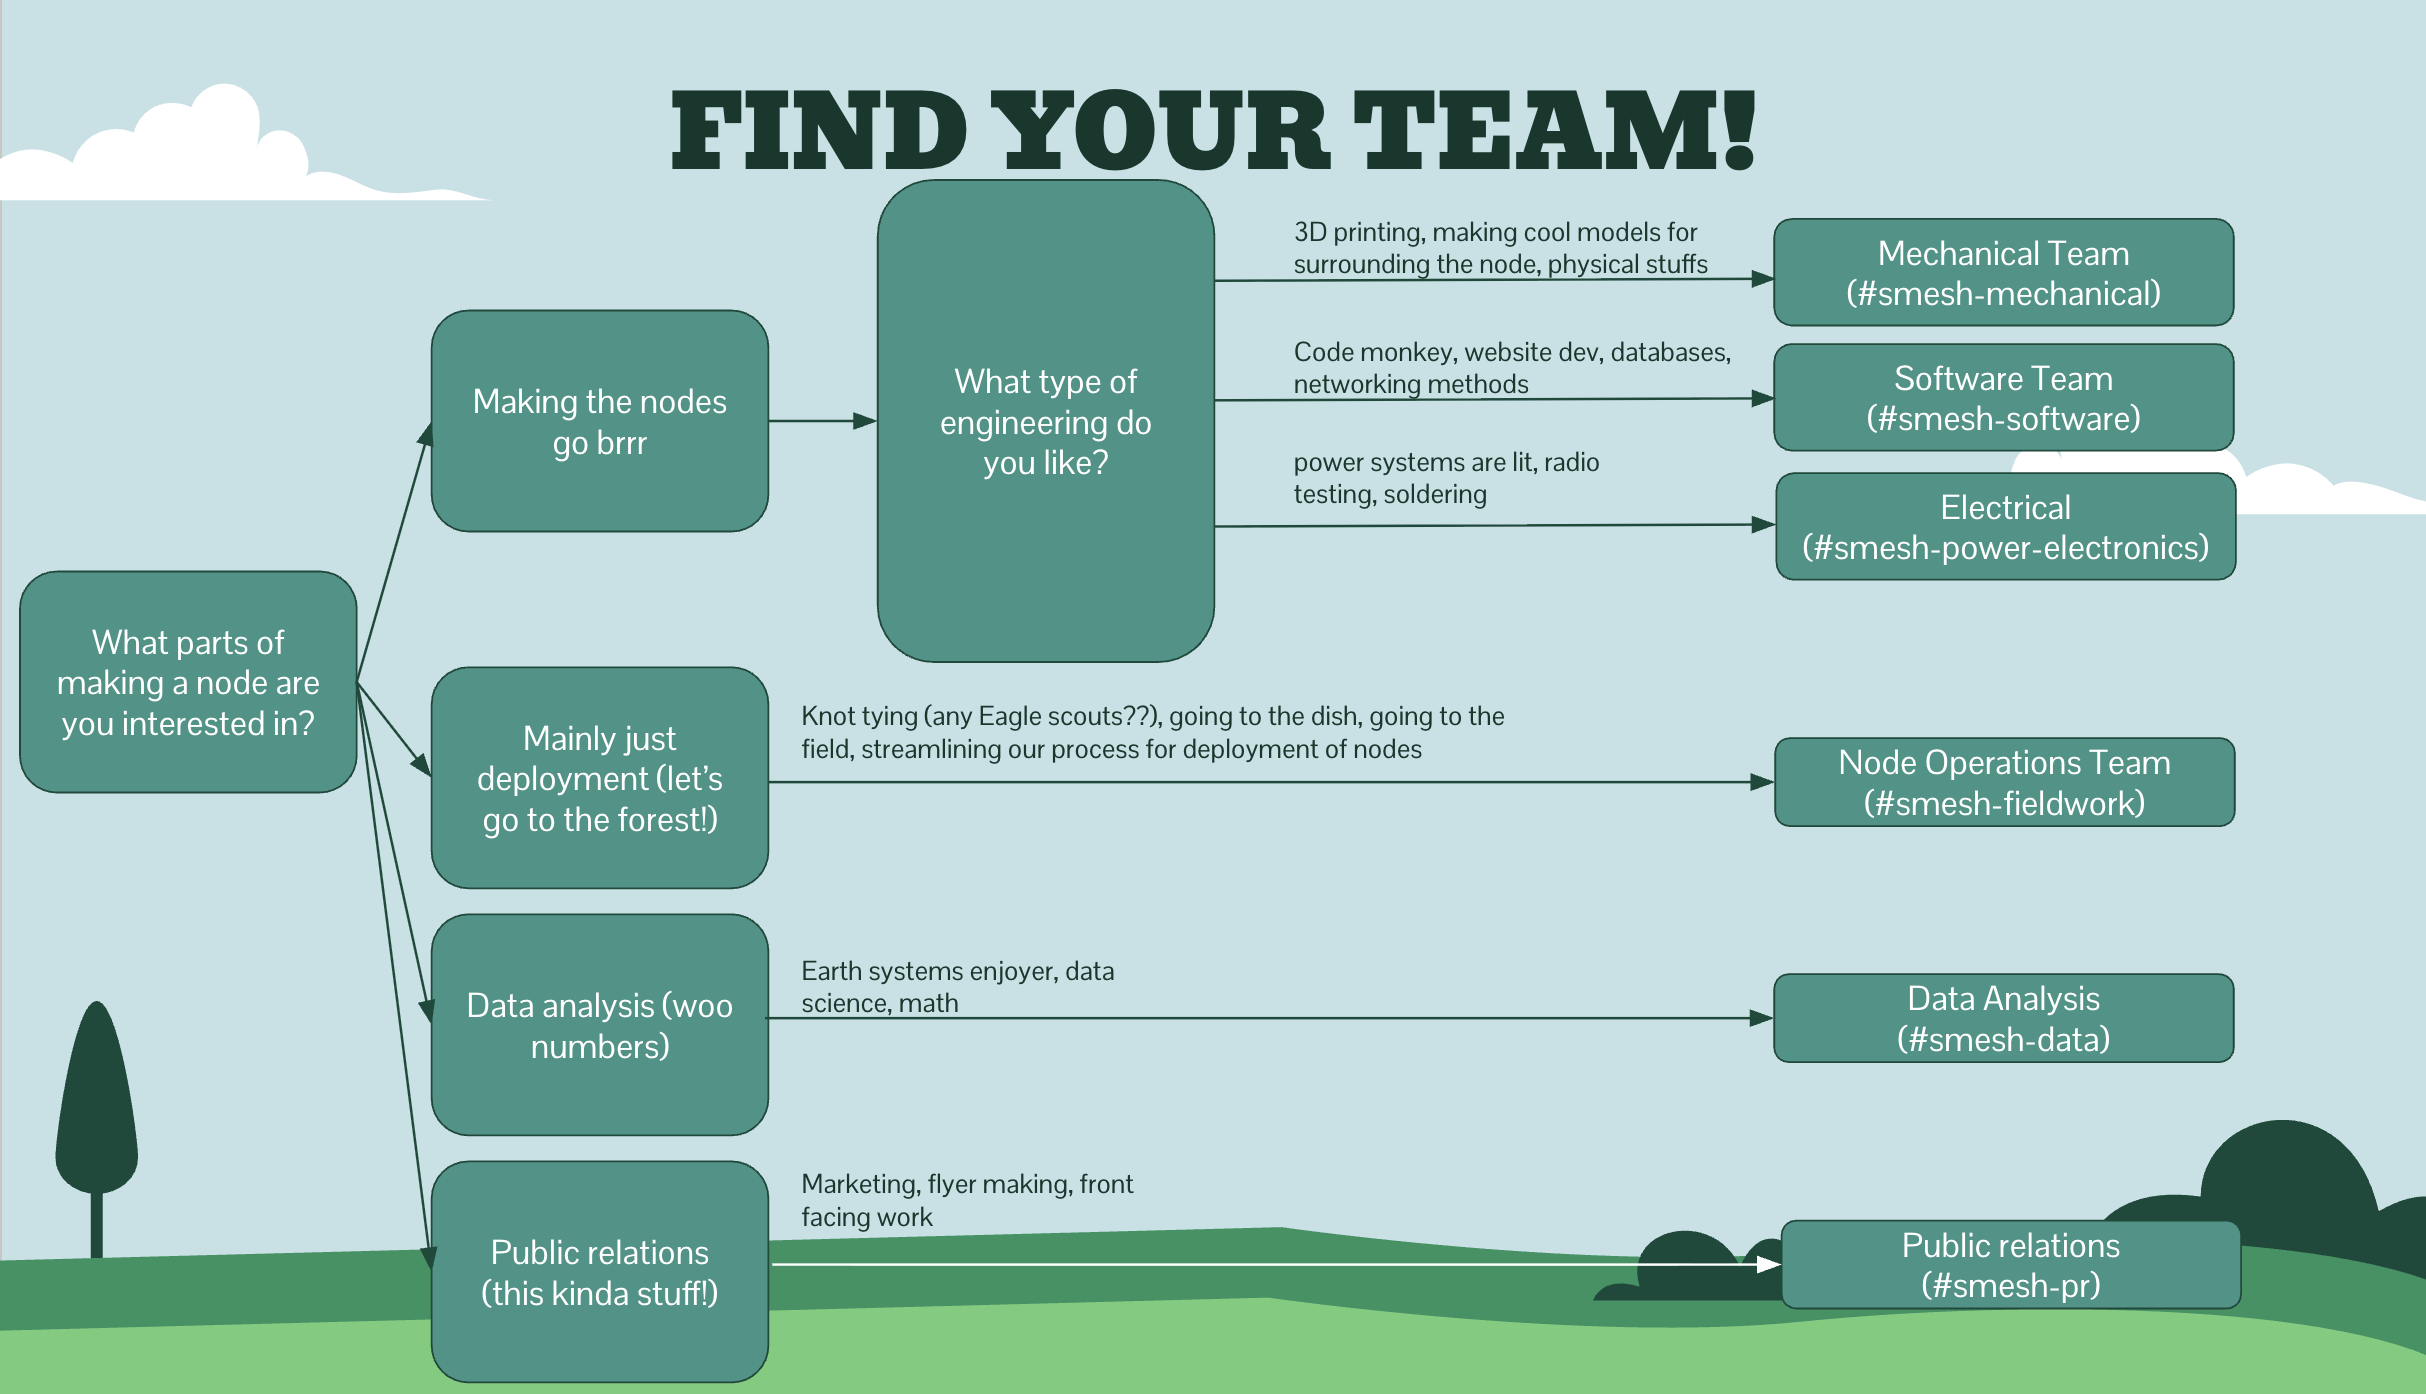 FIND YOUR TEAM!
What parts of
making a node are
you interested in?
Making the nodes
go brrr
What type of
engineering do
you like?
3D printing, making cool models for
surrounding the node, physical stuffs
Mechanical Team
(#smesh-mechanical)
Code monkey, website dev, databases,
networking methods
Software Team
(#smesh-software)
power systems are lit, radio
testing, soldering
Electrical
(#smesh-power-electronics)
Mainly just
deployment (let’s
go to the forest!)
Knot tying (any Eagle scouts??), going to the dish, going to the
field, streamlining our process for deployment of nodes
Node Operations Team
(#smesh-fieldwork)
Data analysis (woo
numbers)
Earth systems enjoyer, data
science, math
Data Analysis
(#smesh-data)
Public relations
(this kinda stuff!)
Marketing, flyer making, front
facing work
Public relations
(#smesh-pr)